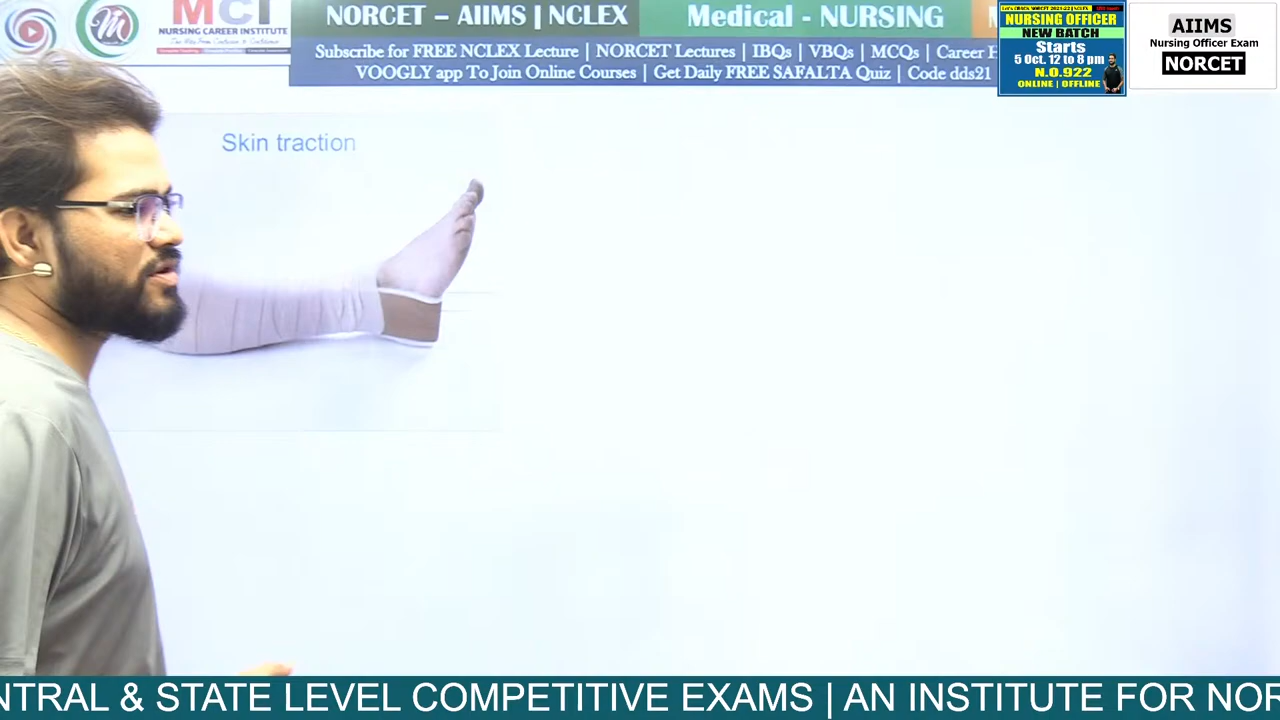 MCI
NURSING CAREER INSTITUTE
NORCET – AIIMS | NCLEX
Medical - NURSING
Subscribe for FREE NCLEX Lecture | NORCET Lectures | IBQs | VBQs | MCQs | Career
VOOGLY app To Join Online Courses | Get Daily FREE SAFALTA Quiz | Code dds21
NURSING OFFICER
NEW BATCH
Starts
5 Oct. 12 to 8 pm
N.O.922
ONLINE | OFFLINE
AIIMS
Nursing Officer Exam
NORCET
Skin traction
NTRAL & STATE LEVEL COMPETITIVE EXAMS | AN INSTITUTE FOR NOR